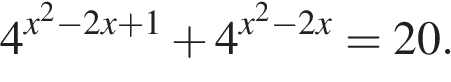 $4^{x^2-2x+1} + 4^{x^2-2x} = 20.$